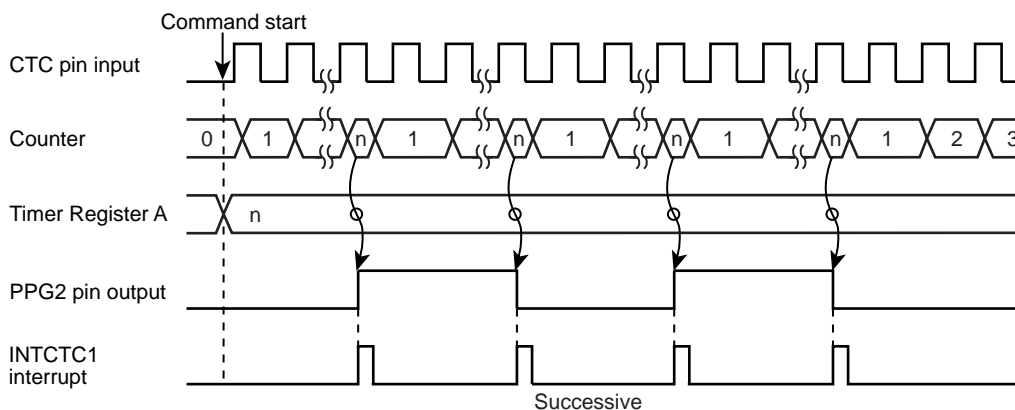 Command start
CTC pin input
Counter
0 1 n 1 n 1 n 1 n 1 2 3
Timer Register A
n
PPG2 pin output
INTCTC1
interrupt
Successive